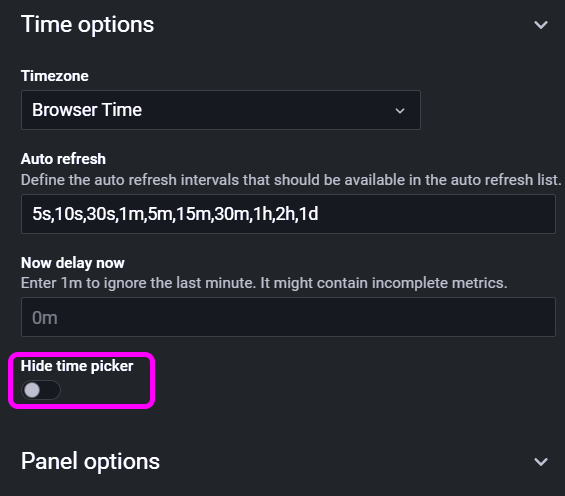 Time options
Timezone
Browser Time
Auto refresh
Define the auto refresh intervals that should be available in the auto refresh list.
5s,10s,30s,1m,5m,15m,30m,1h,2h,1d
Now delay now
Enter 1m to ignore the last minute. It might contain incomplete metrics.
0m
Hide time picker
Panel options